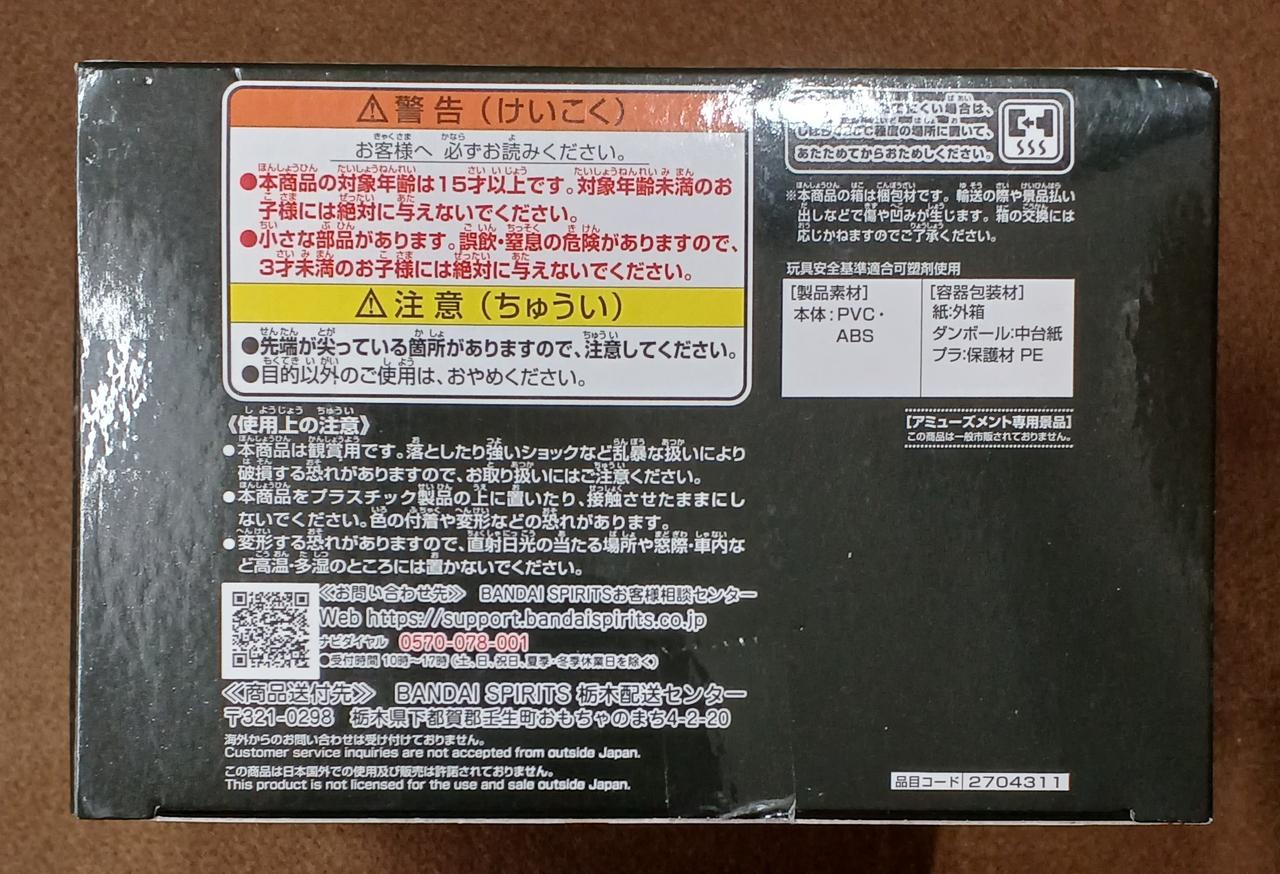 ⚠警告（けいこく）
お客様へ 必ずお読みください。
●本商品の対象年齢は15才以上です。対象年齢未満のお
子様には絶対に与えないでください。
●小さな部品があります。誤飲・窒息の危険がありますので、
3才未満のお子様には絶対に与えないでください。
⚠注意（ちゅうい）
●先端が尖っている箇所がありますので、注意してください。
●目的以外のご使用は、おやめください。
《使用上の注意》
●本商品は観賞用です。落としたり強いショックなど乱暴な扱いにより
破損する恐れがありますので、お取り扱いにはご注意ください。
●本商品をプラスチック製品の上に置いたり、接触させたままにし
ないでください。色の付着や変形などの恐れがあります。
●変形する恐れがありますので、直射日光の当たる場所や窓際・車内な
ど高温・多湿のところには置かないでください。
≪お問い合わせ先≫ BANDAI SPIRITSお客様相談センター
Web https://support.bandaispirits.co.jp
ナビダイヤル 0570-078-001
●受付時間 10時～17時（土、日、祝日、夏季・冬季休業日を除く）
≪商品送付先≫ BANDAI SPIRITS 栃木配送センター
〒321-0298 栃木県下都賀郡壬生町おもちゃのまち4-2-20
海外からのお問い合わせは受け付けておりません。
Customer service inquiries are not accepted from outside Japan.
この商品は日本国外での使用及び販売は許諾されておりません。
This product is not licensed for the use and sale outside Japan.
にくい場合は、
程度の場所に置いて、
あたためてからおためしください。
※本商品の箱は梱包材です。輸送の際や景品払い
出しなどで傷や凹みが生じます。箱の交換には
応じかねますのでご了承ください。
玩具安全基準適合可塑剤使用
[製品素材]
本体：PVC・
ABS
[容器包装材]
紙：外箱
ダンボール：中台紙
プラ：保護材 PE
[アミューズメント専用景品]
この商品は一般市販されておりません。
品目コード 2704311